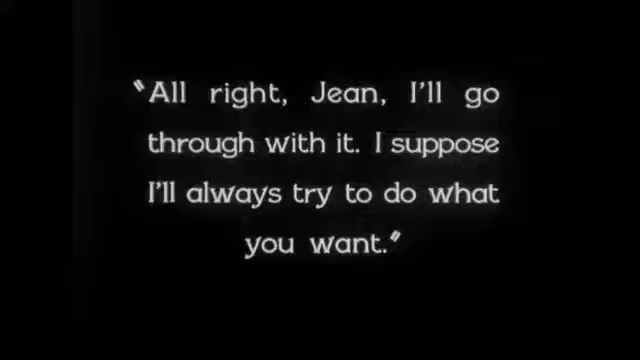 "All right, Jean, I'll go
through with it. I suppose
I'll always try to do what
you want."